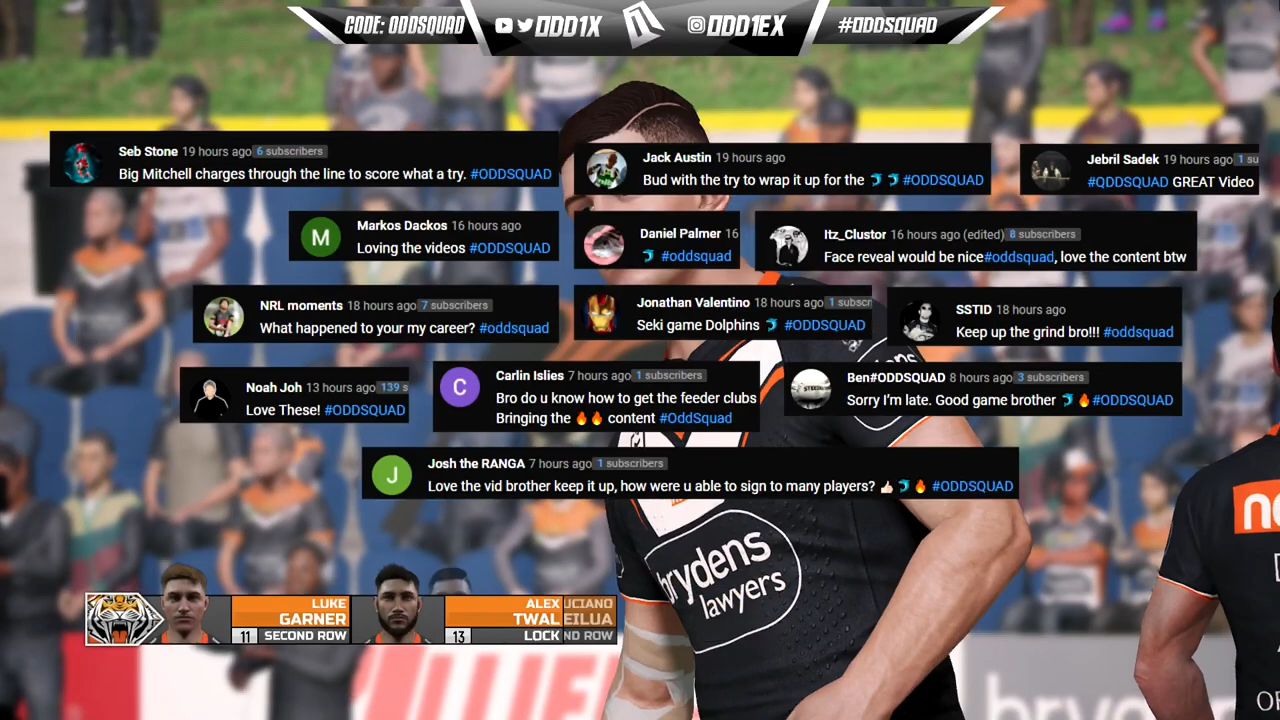 CODE: ODDSQUAD
ODD1X
ODD1EX
#ODDSQUAD
Seb Stone 19 hours ago 6 subscribers
Big Mitchell charges through the line to score what a try. #ODDSQUAD
Jack Austin 19 hours ago
Bud with the try to wrap it up for the #ODDSQUAD
Jebril Sadek 19 hours ago 1 su
#QDDSQUAD GREAT Video
M
Markos Dackos 16 hours ago
Loving the videos #ODDSQUAD
Daniel Palmer 16
#oddsquad
Itz_Clustor 16 hours ago (edited) 8 subscribers
Face reveal would be nice#oddsquad, love the content btw
NRL moments 18 hours ago 7 subscribers
What happened to your my career? #oddsquad
Jonathan Valentino 18 hours ago 1 subscr
Seki game Dolphins #ODDSQUAD
SSTID 18 hours ago
Keep up the grind bro!!! #oddsquad
Noah Joh 13 hours ago 139 s
Love These! #ODDSQUAD
C
Carlin Islies 7 hours ago 1 subscribers
Bro do u know how to get the feeder clubs
Bringing the 🔥🔥 content #OddSquad
Ben#ODDSQUAD 8 hours ago 3 subscribers
Sorry I'm late. Good game brother 🔥#ODDSQUAD
J
Josh the RANGA 7 hours ago 1 subscribers
Love the vid brother keep it up, how were u able to sign to many players? 👍🏻 🔥 #ODDSQUAD
brydens
lawyers
LUKE
GARNER
11 SECOND ROW
ALEX
TWAL
13 LOCK
UCIANO
EILUA
ND ROW